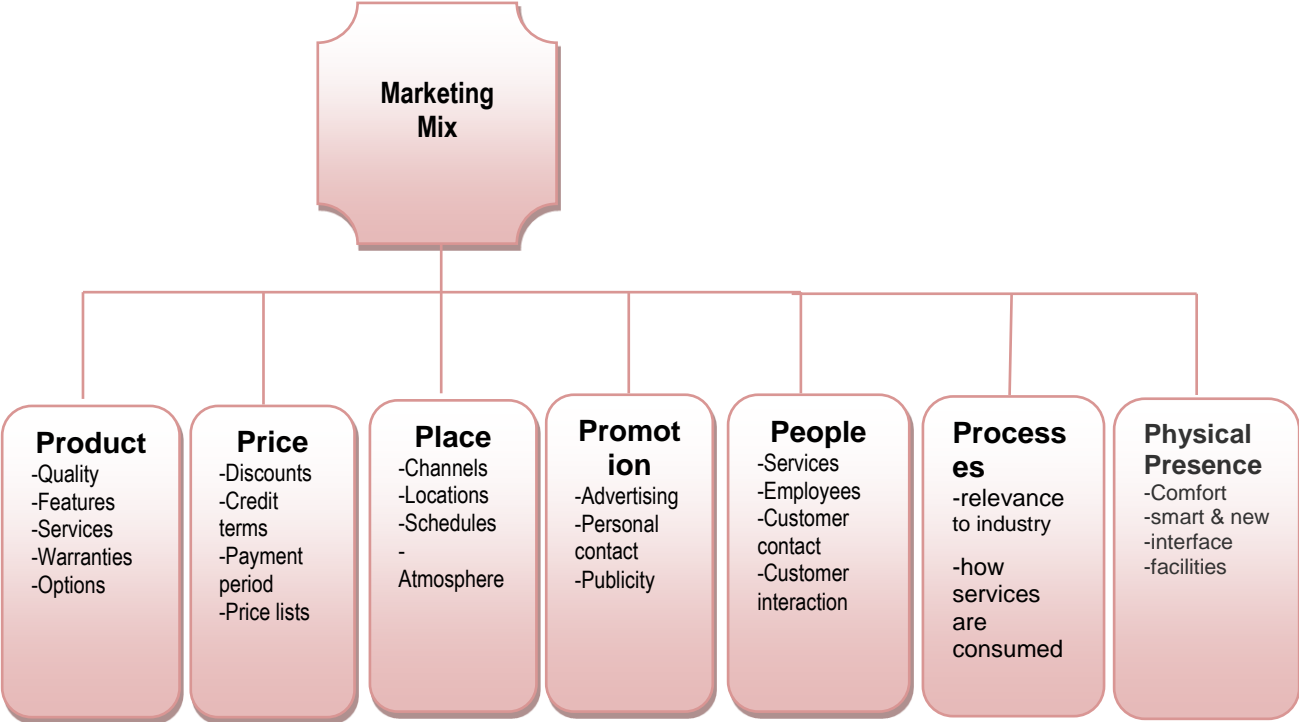 Marketing
Mix
Product
-Quality
-Features
-Services
-Warranties
-Options
Price
-Discounts
-Credit
terms
-Payment
period
-Price lists
Place
-Channels
-Locations
-Schedules
-
Atmosphere
Promot
ion
-Advertising
-Personal
contact
-Publicity
People
-Services
-Employees
-Customer
contact
-Customer
interaction
Process
es
-relevance
to industry
-how
services
are
consumed
Physical
Presence
-Comfort
-smart & new
-interface
-facilities